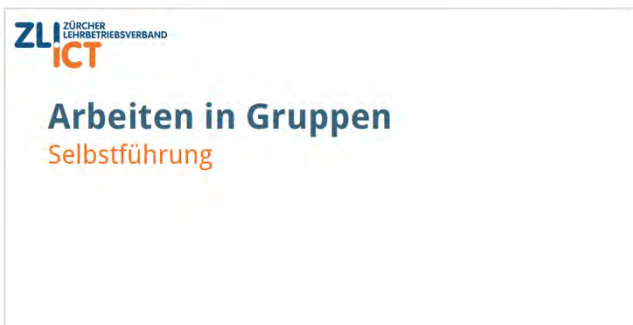 ZLI ZÜRCHER
LEHRBETRIEBSVERBAND
ICT
Arbeiten in Gruppen
Selbstführung